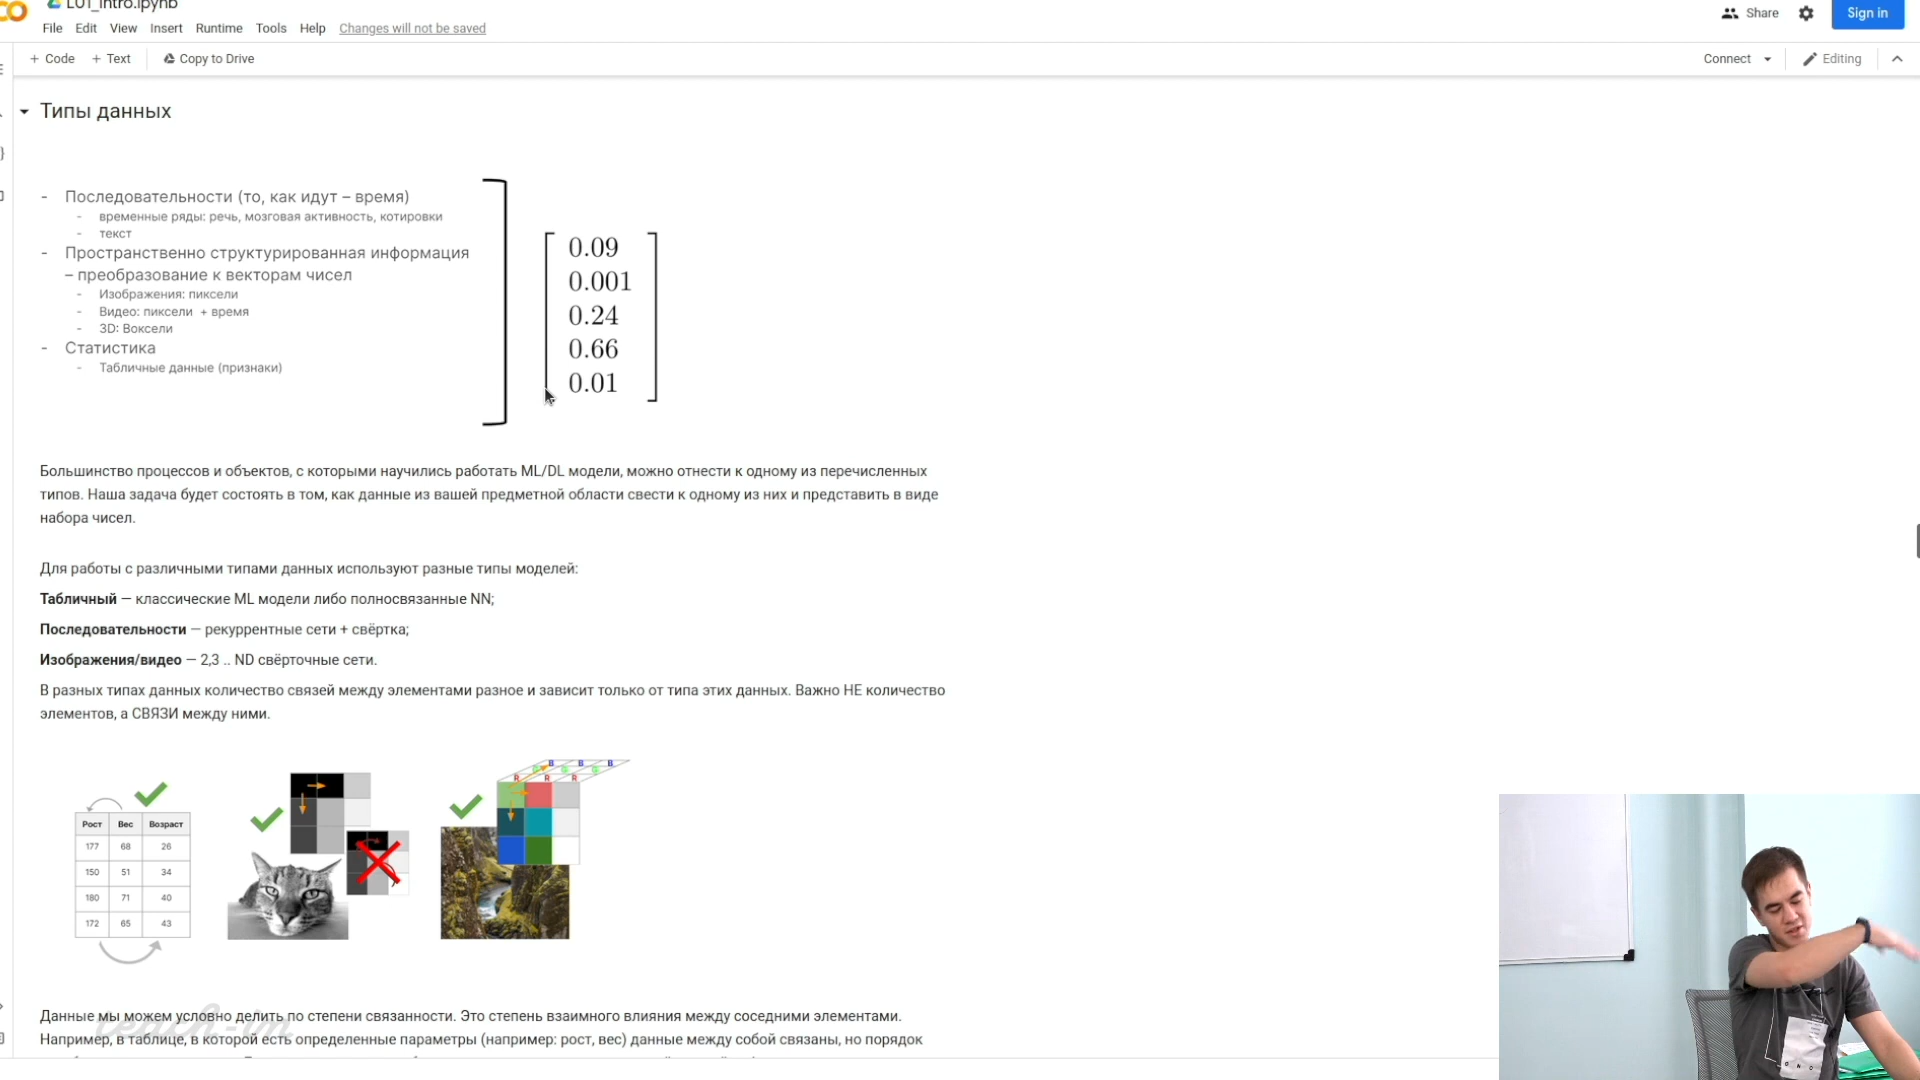 L01_intro.ipynb
File Edit View Insert Runtime Tools Help Changes will not be saved
Share Sign in
+ Code + Text Copy to Drive
Connect Editing
Типы данных
- Последовательности (то, как идут – время)
- временные ряды: речь, мозговая активность, котировки
- текст
- Пространственно структурированная информация
– преобразование к векторам чисел
- Изображения: пиксели
- Видео: пиксели + время
- 3D: Воксели
- Статистика
- Табличные данные (признаки)
0.09
0.001
0.24
0.66
0.01
Большинство процессов и объектов, с которыми научились работать ML/DL модели, можно отнести к одному из перечисленных
типов. Наша задача будет состоять в том, как данные из вашей предметной области свести к одному из них и представить в виде
набора чисел.
Для работы с различными типами данных используют разные типы моделей:
Табличный — классические ML модели либо полносвязанные NN;
Последовательности — рекуррентные сети + свёртка;
Изображения/видео — 2,3 .. ND свёрточные сети.
В разных типах данных количество связей между элементами разное и зависит только от типа этих данных. Важно НЕ количество
элементов, а СВЯЗИ между ними.
B B B
G G G
R R R
Рост Вес Возраст
177 68 26
150 51 34
180 71 40
172 65 43
Данные мы можем условно делить по степени связанности. Это степень взаимного влияния между соседними элементами.
teach-in
Например, в таблице, в которой есть определенные параметры (например: рост, вес) данные между собой связаны, но порядок